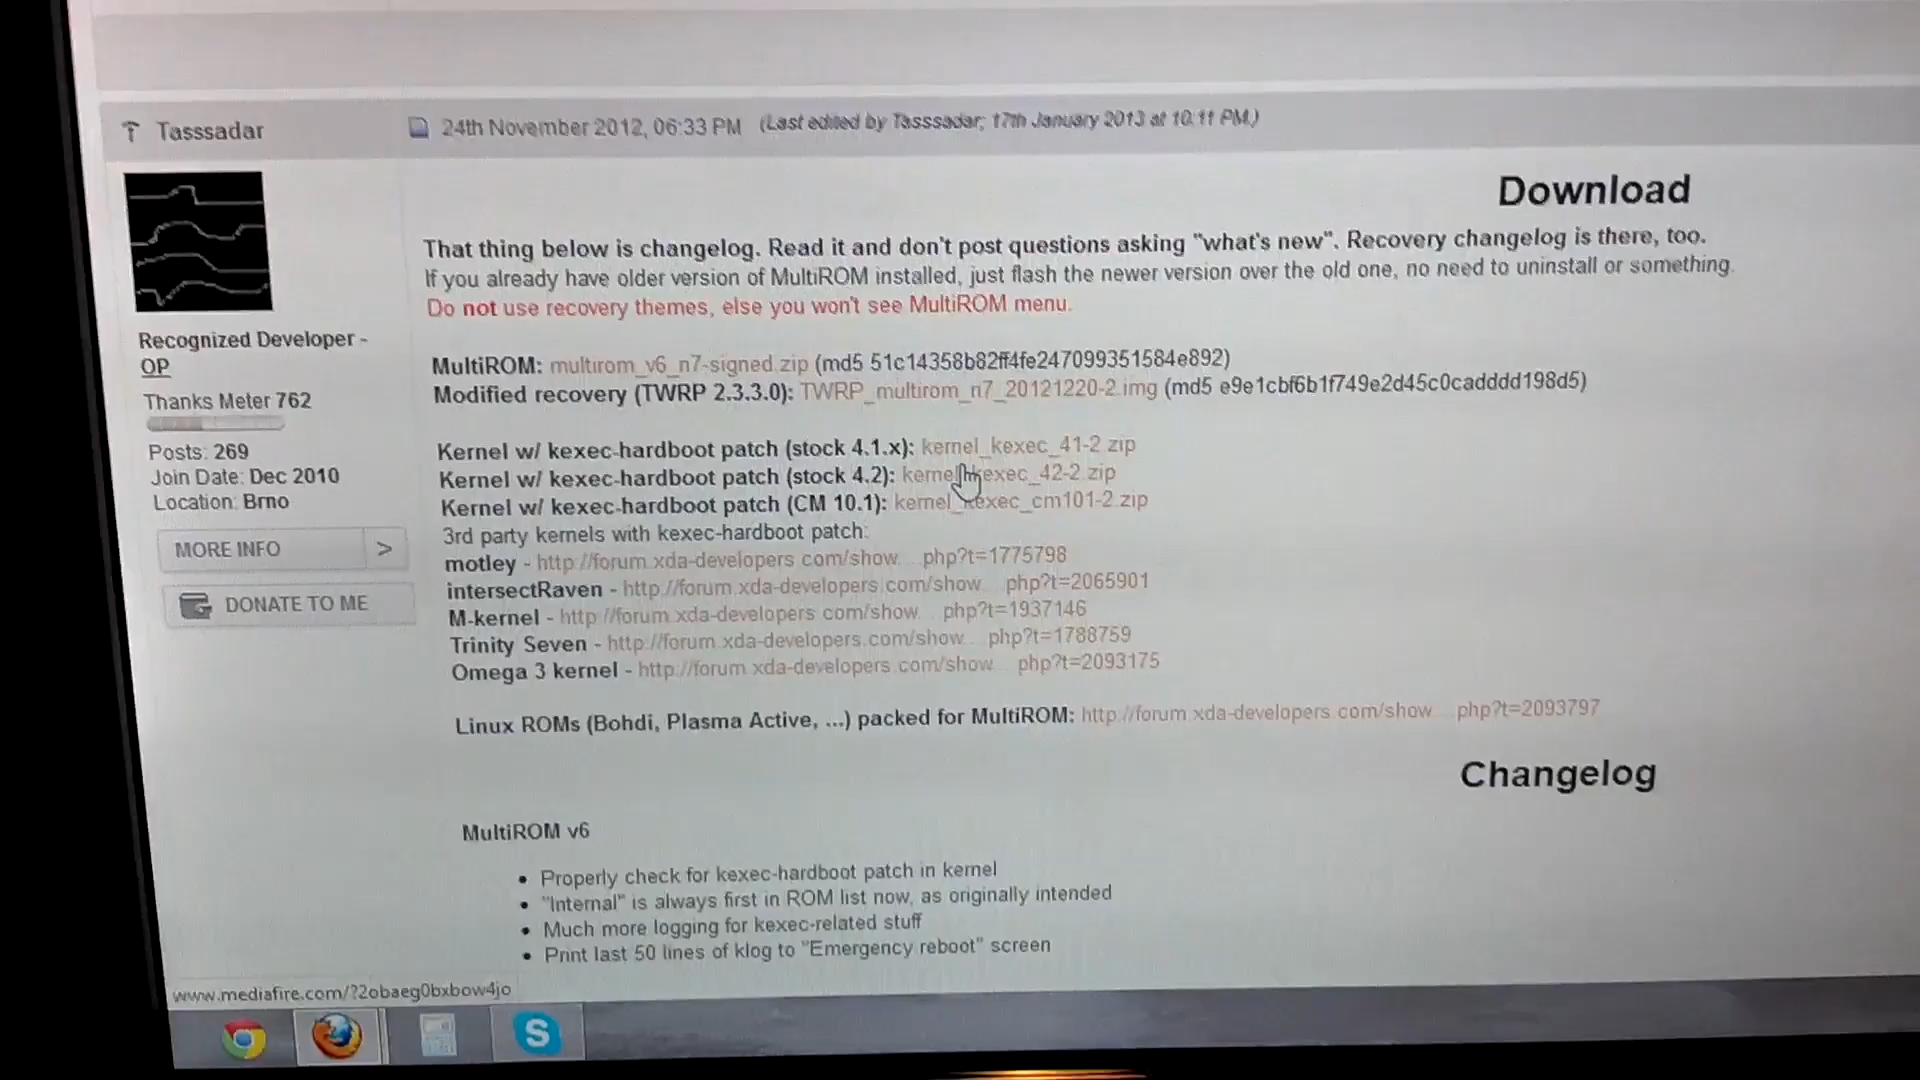 Tasssadar
24th November 2012, 06:33 PM (Last edited by Tasssadar; 17th January 2013 at 10:11 PM.)
Download
That thing below is changelog. Read it and don't post questions asking "what's new". Recovery changelog is there, too.
If you already have older version of MultiROM installed, just flash the newer version over the old one, no need to uninstall or something.
Do not use recovery themes, else you won't see MultiROM menu.
Recognized Developer -
OP
Thanks Meter 762
Posts: 269
Join Date: Dec 2010
Location: Brno
MORE INFO >
DONATE TO ME
MultiROM: multirom_v6_n7-signed.zip (md5 51c14358b82ff4fe247099351584e892)
Modified recovery (TWRP 2.3.3.0): TWRP_multirom_n7_20121220-2.img (md5 e9e1cbf6b1f749e2d45c0cadddd198d5)
Kernel w/ kexec-hardboot patch (stock 4.1.x): kernel_kexec_41-2.zip
Kernel w/ kexec-hardboot patch (stock 4.2): kernel_kexec_42-2.zip
Kernel w/ kexec-hardboot patch (CM 10.1): kernel_kexec_cm101-2.zip
3rd party kernels with kexec-hardboot patch:
motley - http://forum.xda-developers.com/show....php?t=1775798
intersectRaven - http://forum.xda-developers.com/show....php?t=2065901
M-kernel - http://forum.xda-developers.com/show....php?t=1937146
Trinity Seven - http://forum.xda-developers.com/show....php?t=1788759
Omega 3 kernel - http://forum.xda-developers.com/show....php?t=2093175
Linux ROMs (Bohdi, Plasma Active, ...) packed for MultiROM: http://forum.xda-developers.com/show....php?t=2093797
Changelog
MultiROM v6
• Properly check for kexec-hardboot patch in kernel
• "Internal" is always first in ROM list now, as originally intended
• Much more logging for kexec-related stuff
• Print last 50 lines of klog to "Emergency reboot" screen
www.mediafire.com/?2obaeg0bxbow4jo